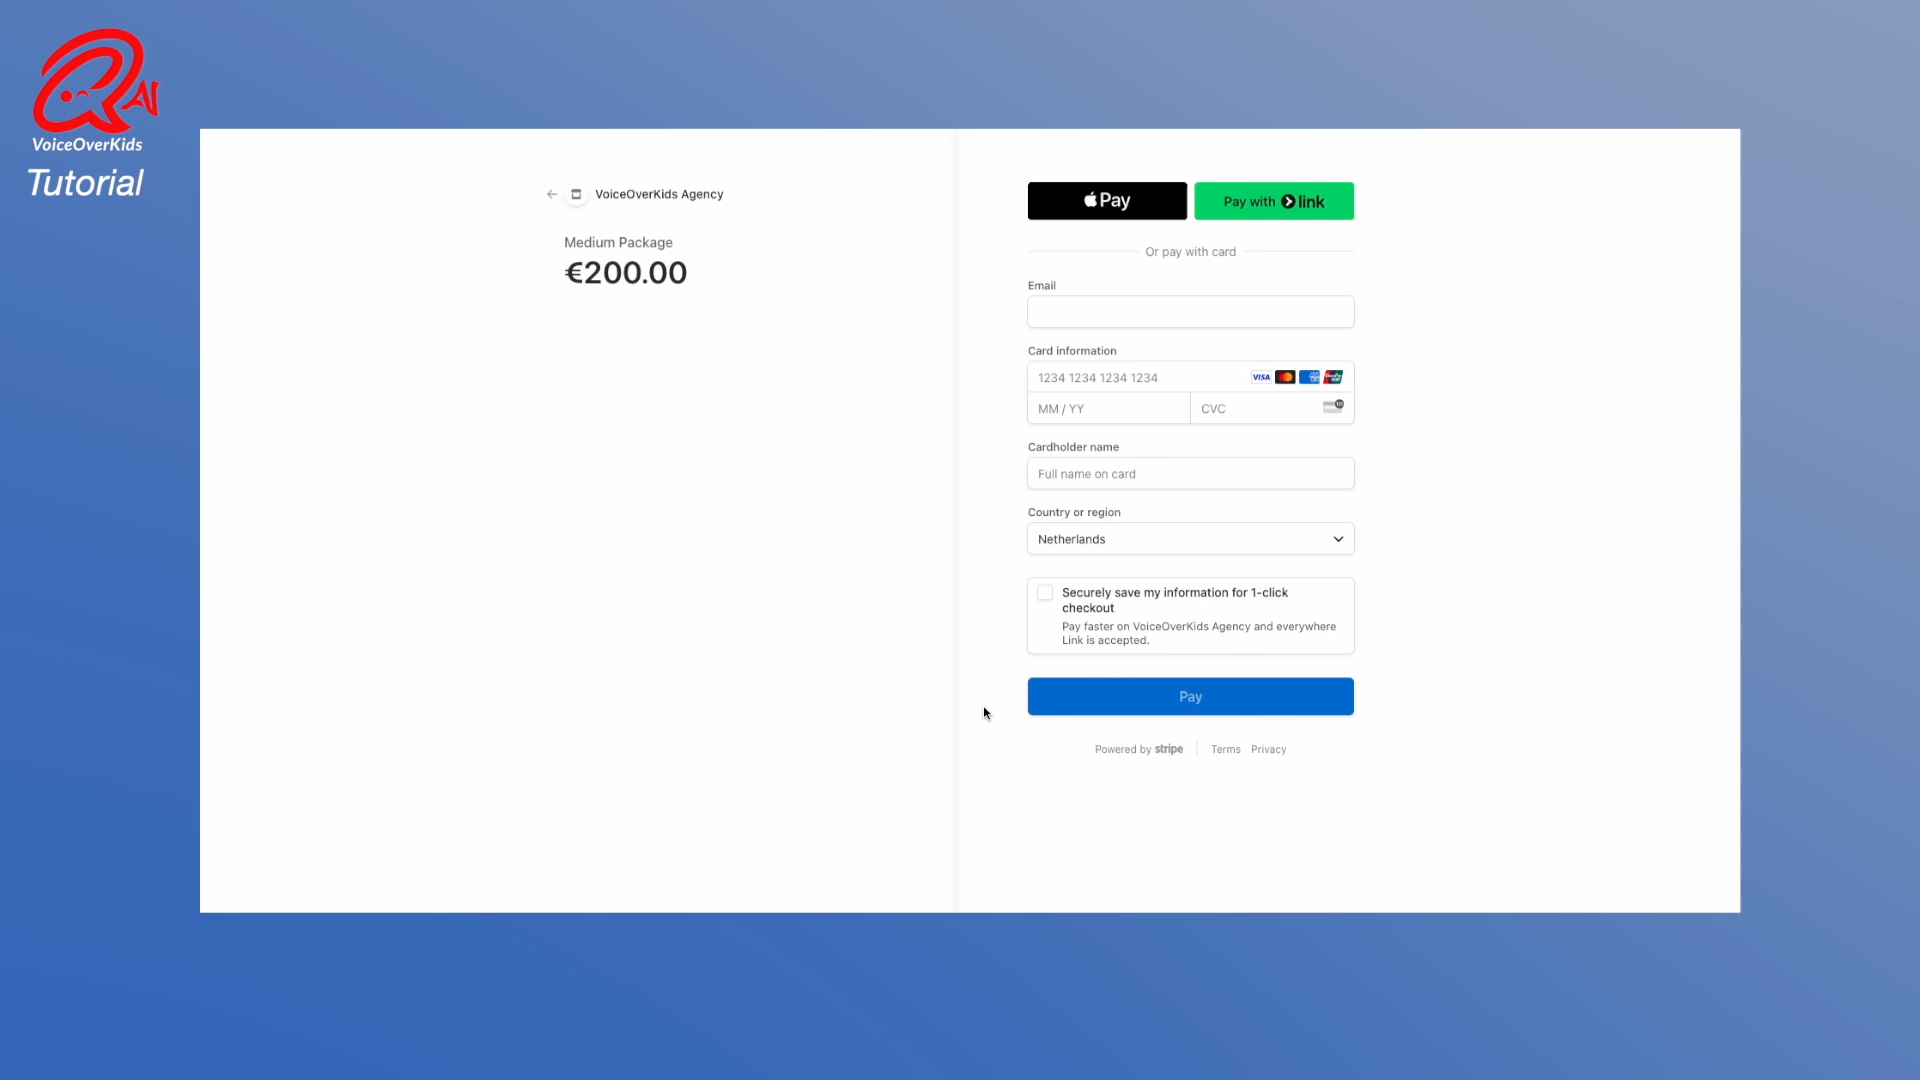 AI
VoiceOverKids
Tutorial
VoiceOverKids Agency
Medium Package
€200.00
Pay
Pay with link
Or pay with card
Email
Card information
1234 1234 1234 1234
VISA
MM / YY
CVC
Cardholder name
Full name on card
Country or region
Netherlands
Securely save my information for 1-click
checkout
Pay faster on VoiceOverKids Agency and everywhere
Link is accepted.
Pay
Powered by stripe
Terms Privacy